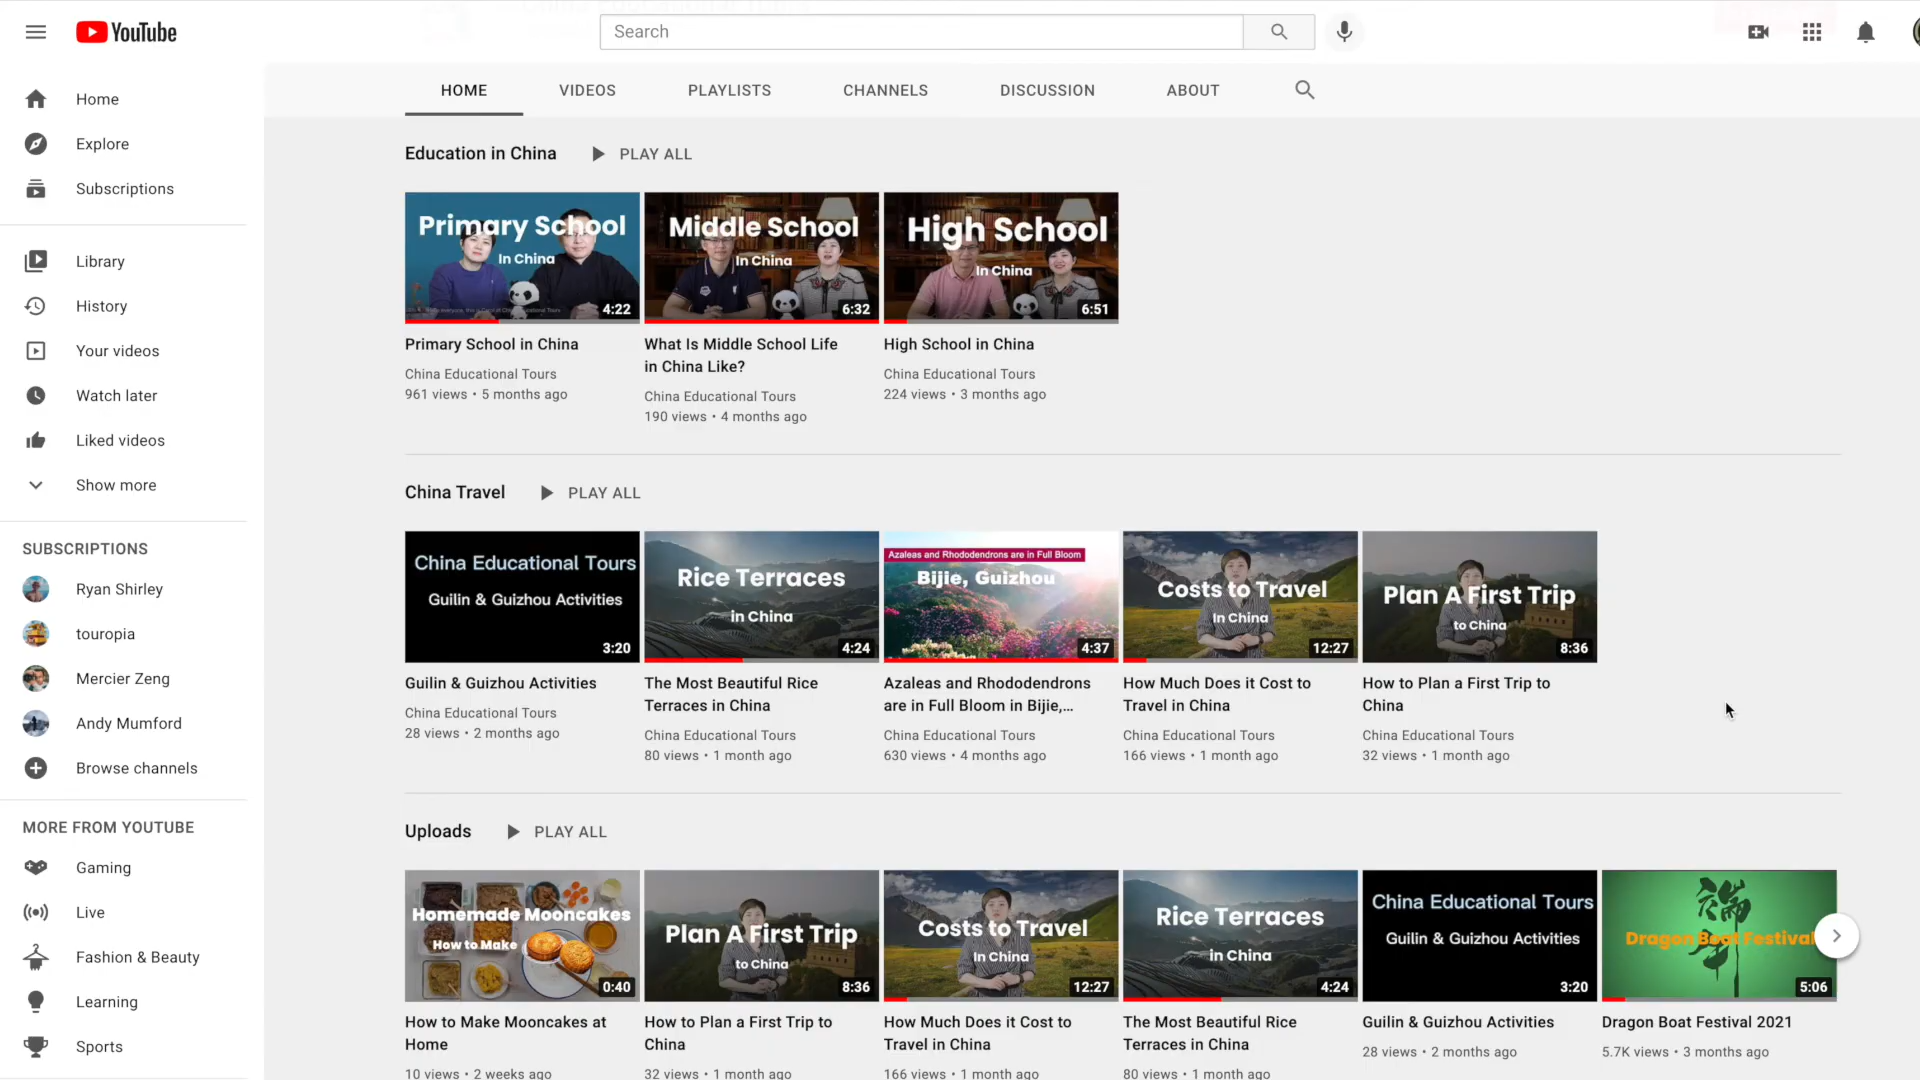 YouTube
Search
Home
Explore
Subscriptions
Library
History
Your videos
Watch later
Liked videos
Show more
SUBSCRIPTIONS
Ryan Shirley
touropia
Mercier Zeng
Andy Mumford
Browse channels
MORE FROM YOUTUBE
Gaming
Live
Fashion & Beauty
Learning
Sports
HOME VIDEOS PLAYLISTS CHANNELS DISCUSSION ABOUT
Education in China PLAY ALL
Primary School
In China
4:22
Primary School in China
China Educational Tours
961 views • 5 months ago
Middle School
In China
6:32
What Is Middle School Life
in China Like?
China Educational Tours
190 views • 4 months ago
High School
In China
6:51
High School in China
China Educational Tours
224 views • 3 months ago
China Travel PLAY ALL
China Educational Tours
Guilin & Guizhou Activities
3:20
Guilin & Guizhou Activities
China Educational Tours
28 views • 2 months ago
Rice Terraces
in China
4:24
The Most Beautiful Rice
Terraces in China
China Educational Tours
80 views • 1 month ago
Azaleas and Rhododendrons are in Full Bloom
Bijie, Guizhou
4:37
Azaleas and Rhododendrons
are in Full Bloom in Bijie,...
China Educational Tours
630 views • 4 months ago
Costs to Travel
In China
12:27
How Much Does it Cost to
Travel in China
China Educational Tours
166 views • 1 month ago
Plan A First Trip
to China
8:36
How to Plan a First Trip to
China
China Educational Tours
32 views • 1 month ago
Uploads PLAY ALL
Homemade Mooncakes
How to Make
0:40
How to Make Mooncakes at
Home
10 views • 2 weeks ago
Plan A First Trip
to China
8:36
How to Plan a First Trip to
China
32 views • 1 month ago
Costs to Travel
In China
12:27
How Much Does it Cost to
Travel in China
166 views • 1 month ago
Rice Terraces
in China
4:24
The Most Beautiful Rice
Terraces in China
80 views • 1 month ago
China Educational Tours
Guilin & Guizhou Activities
3:20
Guilin & Guizhou Activities
28 views • 2 months ago
端
Dragon Boat Festival
5:06
Dragon Boat Festival 2021
5.7K views • 3 months ago